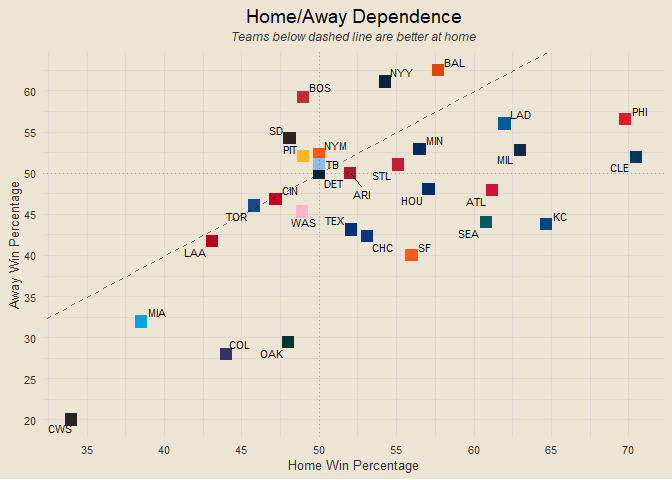 Home/Away Dependence
Teams below dashed line are better at home
Away Win Percentage
60
55
50
45
40
35
30
25
20
BAL
NYY
BOS
LAD
PHI
SD
NYM
MIN
PIT
TB
MIL
CLE
STL
DET
ARI
CIN
HOU
ATL
TOR
WAS
TEX
KC
SEA
CHC
SF
LAA
MIA
COL
OAK
CWS
35
40
45
50
55
60
65
70
Home Win Percentage